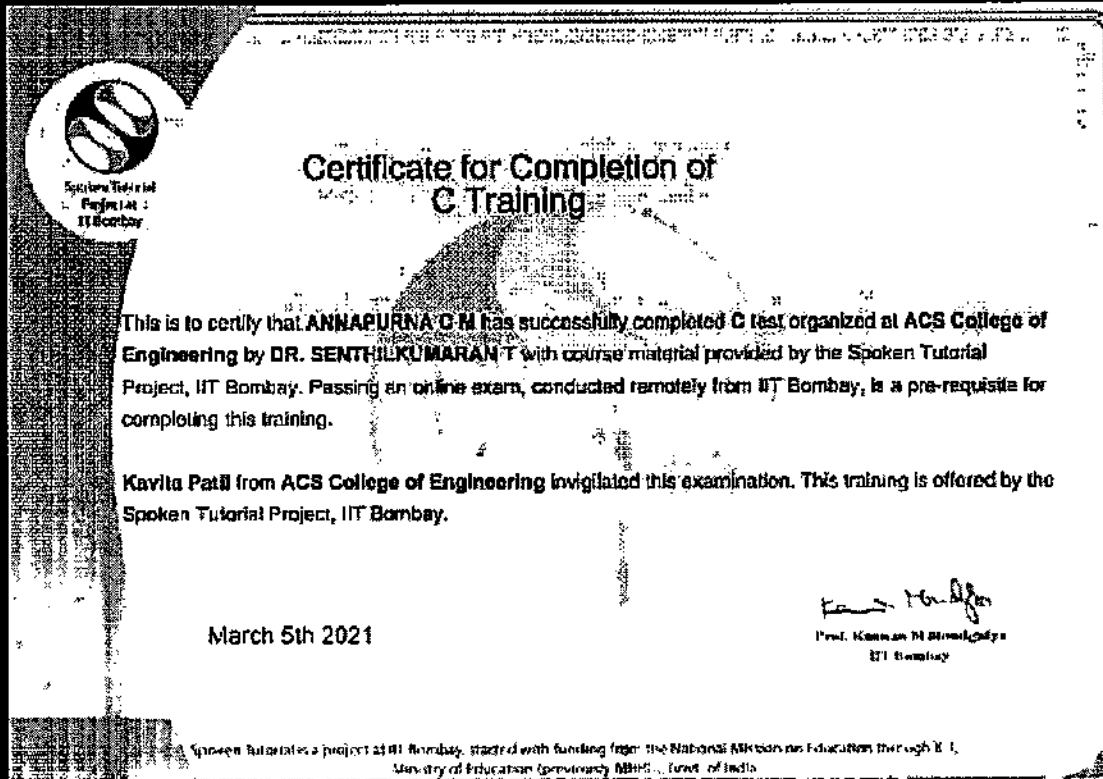 Spoken Tutorial
Project at
IIT Bombay
Certificate for Completion of
C Training
This is to certify that ANNAPURNA C M has successfully completed C test organized at ACS College of
Engineering by DR. SENTHILKUMARAN T with course material provided by the Spoken Tutorial
Project, IIT Bombay. Passing an online exam, conducted remotely from IIT Bombay, is a pre-requisite for
completing this training.
Kavita Patil from ACS College of Engineering invigilated this examination. This training is offered by the
Spoken Tutorial Project, IIT Bombay.
March 5th 2021
Prof. Kannan M Moudgalya
IIT Bombay
Spoken Tutorial is a project at IIT Bombay, started with funding from the National Mission on Education through
Ministry of Education (previously MHRD), Govt. of India